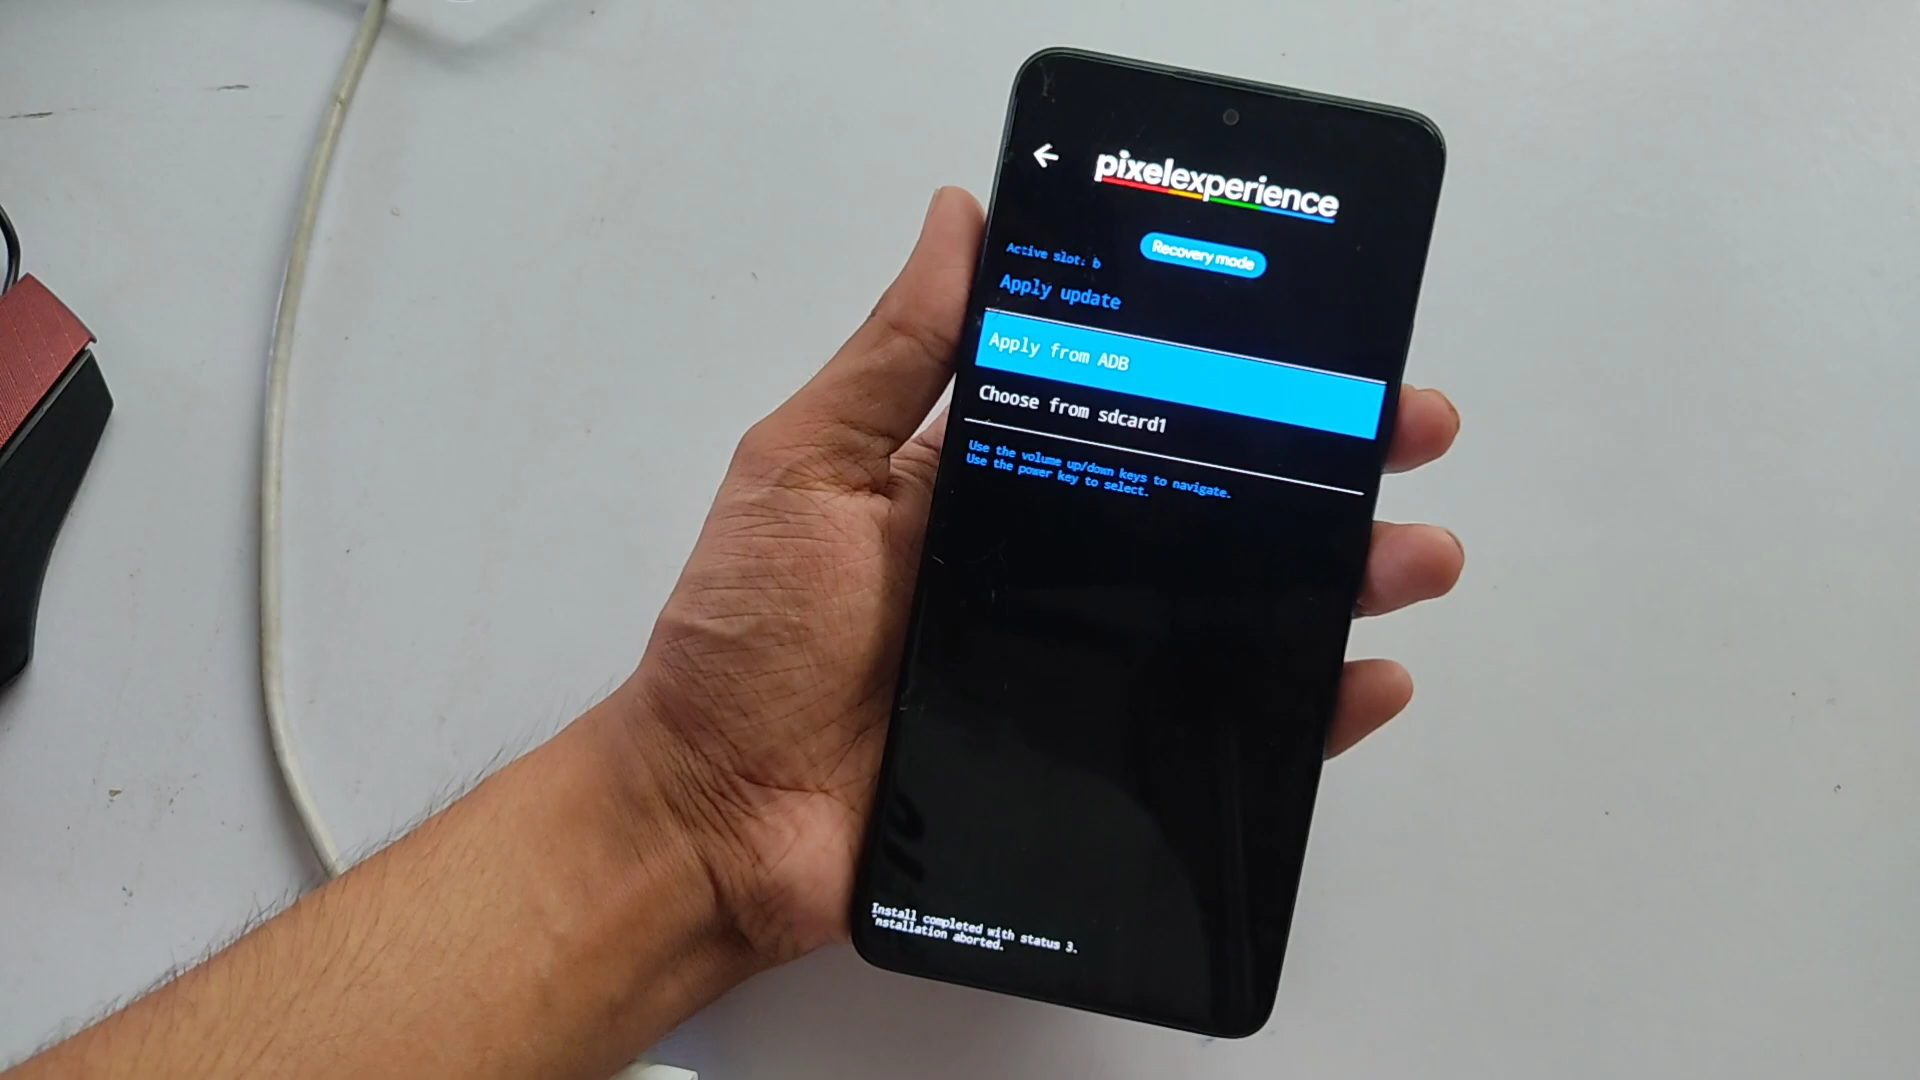 pixelexperience
Recovery mode
Active slot: b
Apply update
Apply from ADB
Choose from sdcard1
Use the volume up/down keys to navigate.
Use the power key to select.
Install completed with status 3.
nstallation aborted.